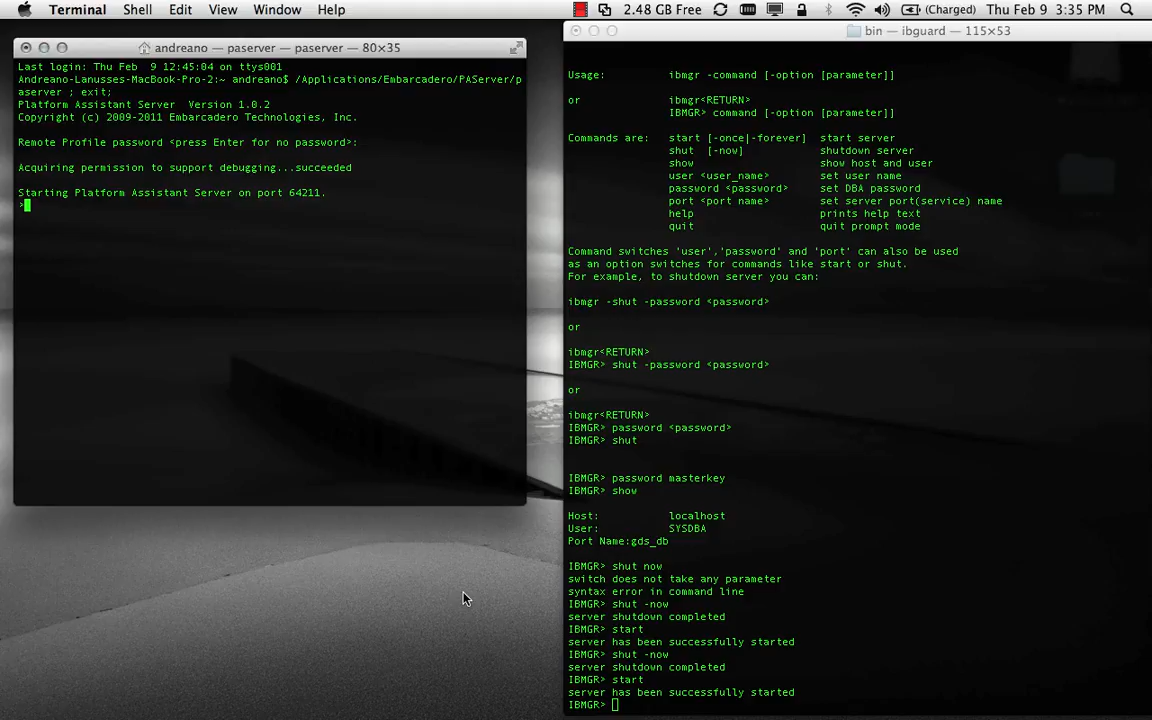 Terminal Shell Edit View Window Help 2.48 GB Free (Charged) Thu Feb 9 3:35 PM
andreano — paserver — paserver — 80×35
Last login: Thu Feb  9 12:45:04 on ttys001
Andreano-Lanusses-MacBook-Pro-2:~ andreano$ /Applications/Embarcadero/PAServer/p
aserver ; exit;
Platform Assistant Server  Version 1.0.2
Copyright (c) 2009-2011 Embarcadero Technologies, Inc.
Remote Profile password <press Enter for no password>:
Acquiring permission to support debugging...succeeded
Starting Platform Assistant Server on port 64211.
>
bin — ibguard — 115×53
Usage: ibmgr -command [-option [parameter]]
or ibmgr<RETURN>
IBMGR> command [-option [parameter]]
Commands are: start [-once|-forever] start server
shut [-now] shutdown server
show show host and user
user <user_name> set user name
password <password> set DBA password
port <port name> set server port(service) name
help prints help text
quit quit prompt mode
Command switches 'user','password' and 'port' can also be used
as an option switches for commands like start or shut.
For example, to shutdown server you can:
ibmgr -shut -password <password>
or
ibmgr<RETURN>
IBMGR> shut -password <password>
or
ibmgr<RETURN>
IBMGR> password <password>
IBMGR> shut
IBMGR> password masterkey
IBMGR> show
Host: localhost
User: SYSDBA
Port Name:gds_db
IBMGR> shut now
switch does not take any parameter
syntax error in command line
IBMGR> shut -now
server shutdown completed
IBMGR> start
server has been successfully started
IBMGR> shut -now
server shutdown completed
IBMGR> start
server has been successfully started
IBMGR>